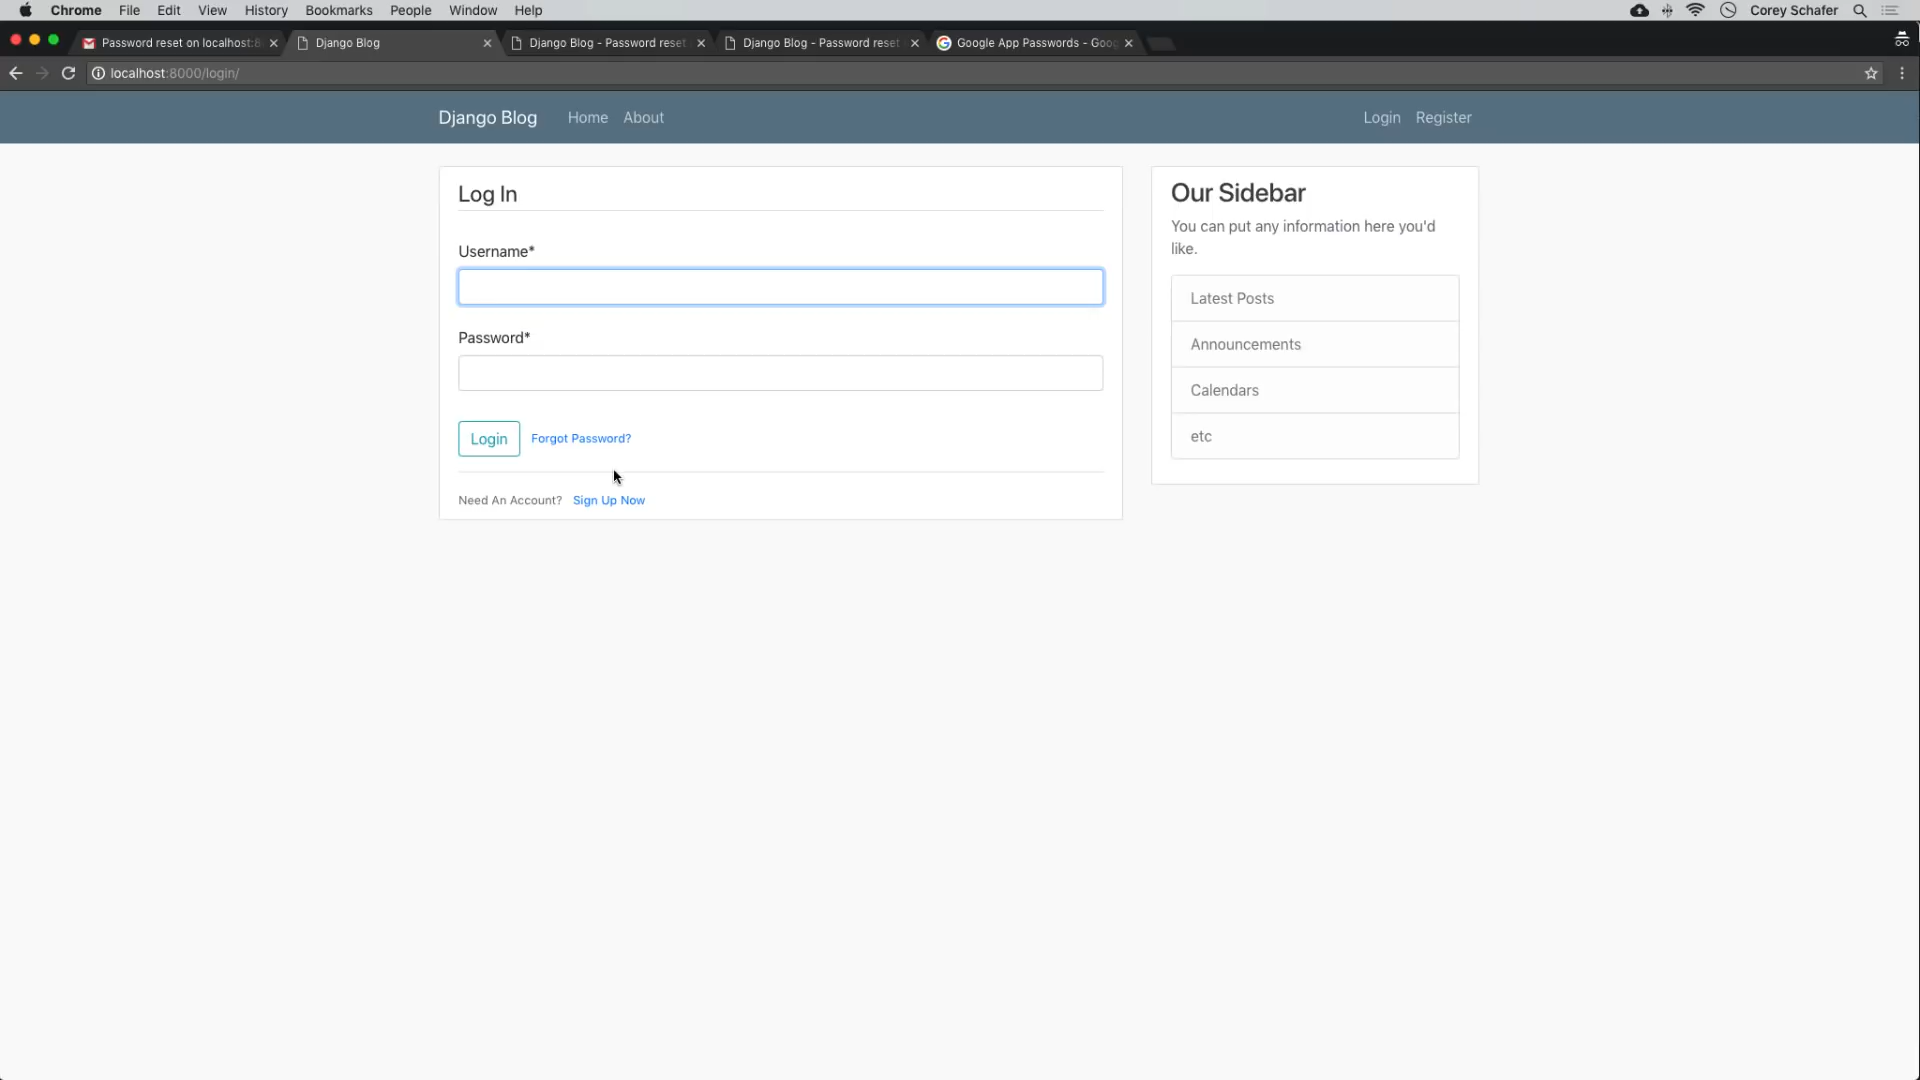 Chrome File Edit View History Bookmarks People Window Help Corey Schafer
Password reset on localhost:8 Django Blog Django Blog - Password reset Django Blog - Password reset Google App Passwords - Goog
localhost:8000/login/
Django Blog Home About Login Register
Log In
Username*
Password*
Login Forgot Password?
Need An Account? Sign Up Now
Our Sidebar
You can put any information here you'd
like.
Latest Posts
Announcements
Calendars
etc